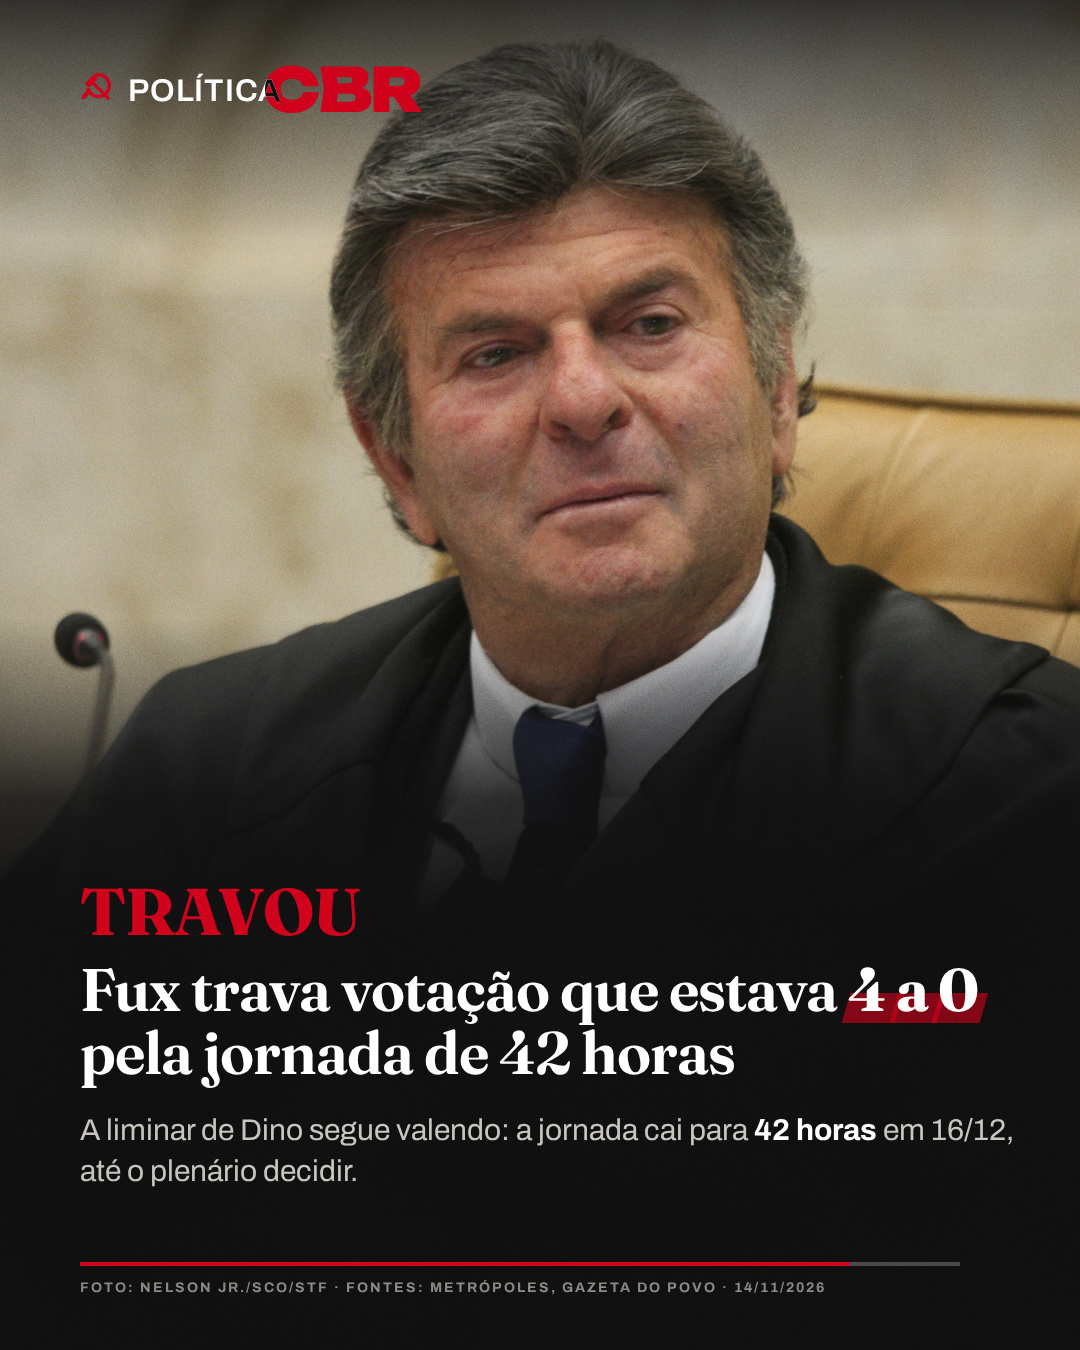 POLÍTICA CBR
TRAVOU
Fux trava votação que estava 4 a 0
pela jornada de 42 horas
A liminar de Dino segue valendo: a jornada cai para 42 horas em 16/12,
até o plenário decidir.
FOTO: NELSON JR./SCO/STF · FONTES: METRÓPOLES, GAZETA DO POVO · 14/11/2026